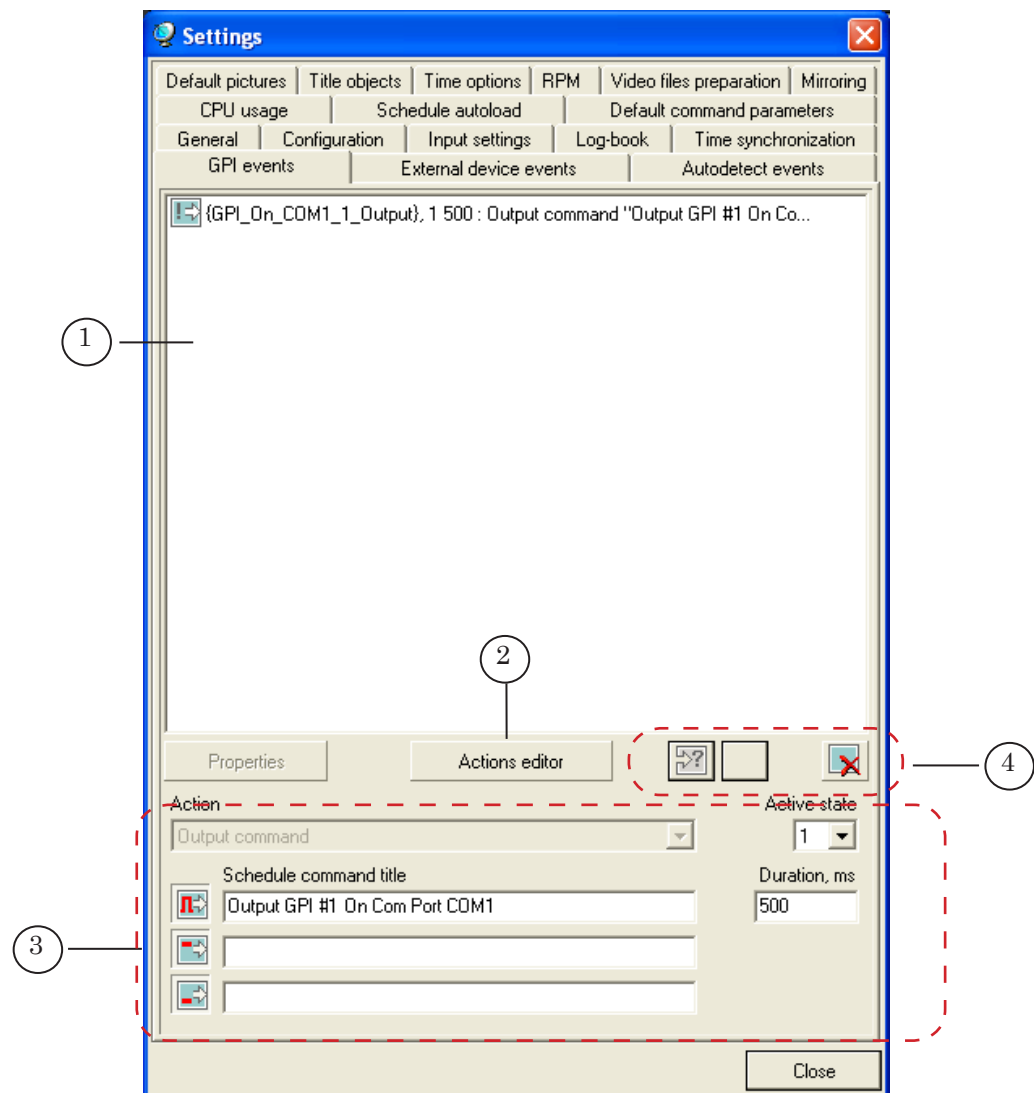 Settings
Default pictures Title objects Time options RPM Video files preparation Mirroring
CPU usage Schedule autoload Default command parameters
General Configuration Input settings Log-book Time synchronization
GPI events External device events Autodetect events
{GPI_On_COM1_1_Output}, 1 500 : Output command "Output GPI #1 On Co...
1
2
Properties Actions editor
4
Action Active state
Output command 1
Schedule command title Duration, ms
Output GPI #1 On Com Port COM1 500
3
Close